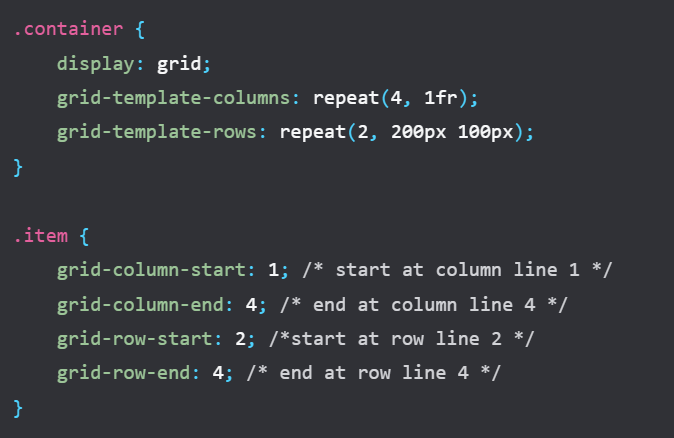 .container {
    display: grid;
    grid-template-columns: repeat(4, 1fr);
    grid-template-rows: repeat(2, 200px 100px);
}

.item {
    grid-column-start: 1; /* start at column line 1 */
    grid-column-end: 4; /* end at column line 4 */
    grid-row-start: 2; /*start at row line 2 */
    grid-row-end: 4; /* end at row line 4 */
}